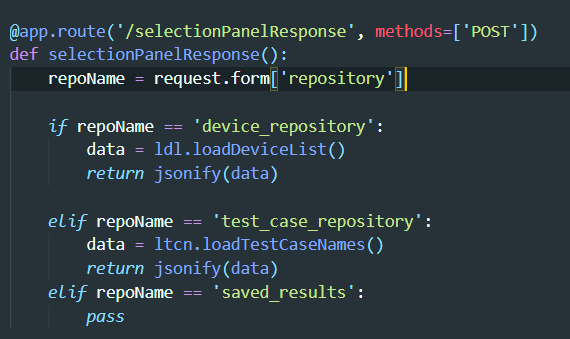 @app.route('/selectionPanelResponse', methods=['POST'])
def selectionPanelResponse():
    repoName = request.form['repository']
    if repoName == 'device_repository':
        data = ldl.loadDeviceList()
        return jsonify(data)
    elif repoName == 'test_case_repository':
        data = ltcn.loadTestCaseNames()
        return jsonify(data)
    elif repoName == 'saved_results':
        pass